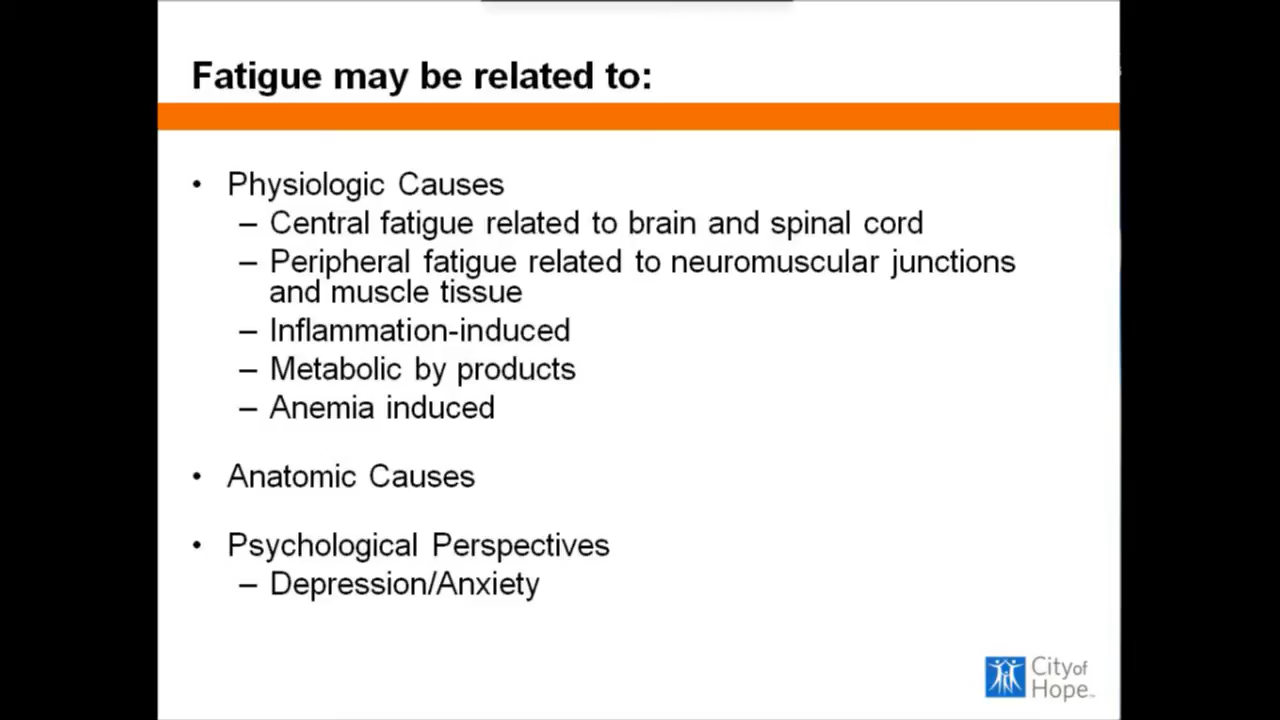 Fatigue may be related to:
• Physiologic Causes
– Central fatigue related to brain and spinal cord
– Peripheral fatigue related to neuromuscular junctions
and muscle tissue
– Inflammation-induced
– Metabolic by products
– Anemia induced
• Anatomic Causes
• Psychological Perspectives
– Depression/Anxiety
City of
Hope™